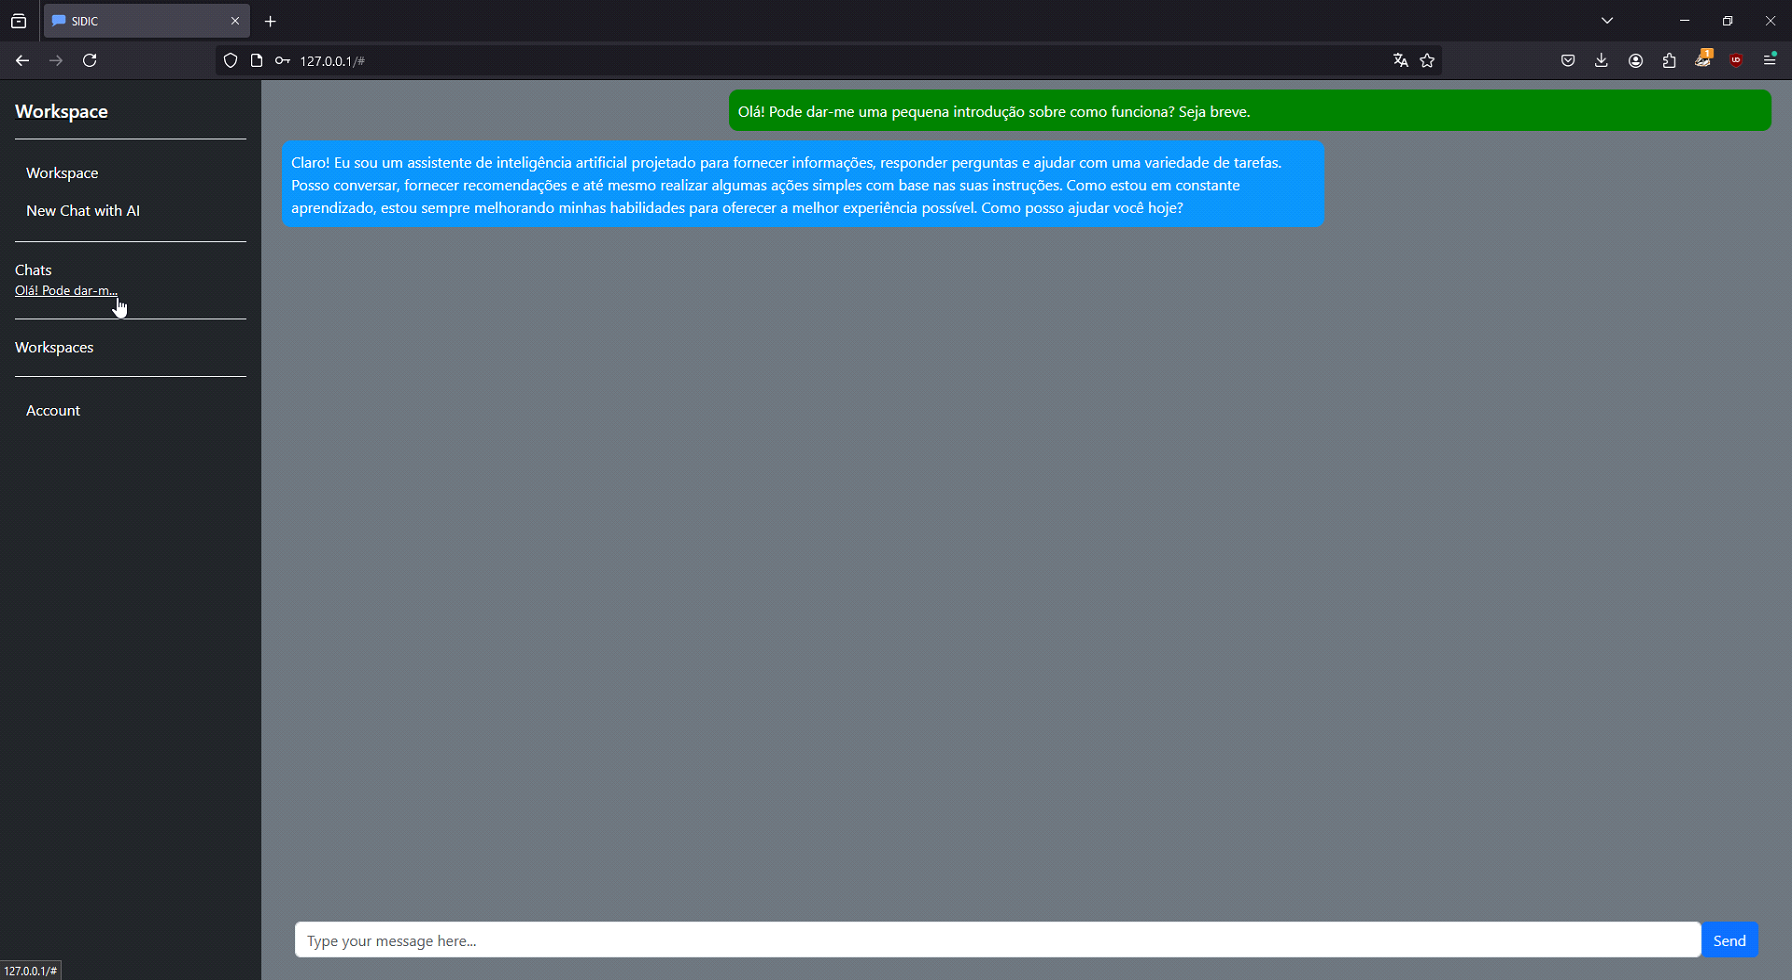 SIDIC
127.0.0.1/#
1
Workspace
Workspace
New Chat with AI
Chats
Olá! Pode dar-m...
Workspaces
Account
Olá! Pode dar-me uma pequena introdução sobre como funciona? Seja breve.
Claro! Eu sou um assistente de inteligência artificial projetado para fornecer informações, responder perguntas e ajudar com uma variedade de tarefas.
Posso conversar, fornecer recomendações e até mesmo realizar algumas ações simples com base nas suas instruções. Como estou em constante
aprendizado, estou sempre melhorando minhas habilidades para oferecer a melhor experiência possível. Como posso ajudar você hoje?
Type your message here...
Send
127.0.0.1/#